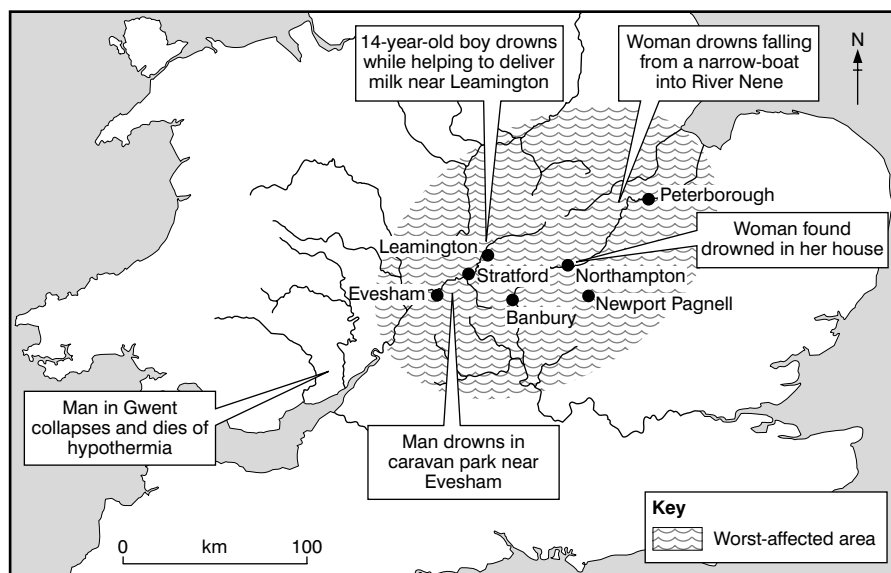 14-year-old boy drowns
while helping to deliver
milk near Leamington
Woman drowns falling
from a narrow-boat
into River Nene
N
Peterborough
Woman found
drowned in her house
Leamington
Stratford
Northampton
Evesham
Newport Pagnell
Banbury
Man in Gwent
collapses and dies of
hypothermia
Man drowns in
caravan park near
Evesham
Key
Worst-affected area
0 km 100